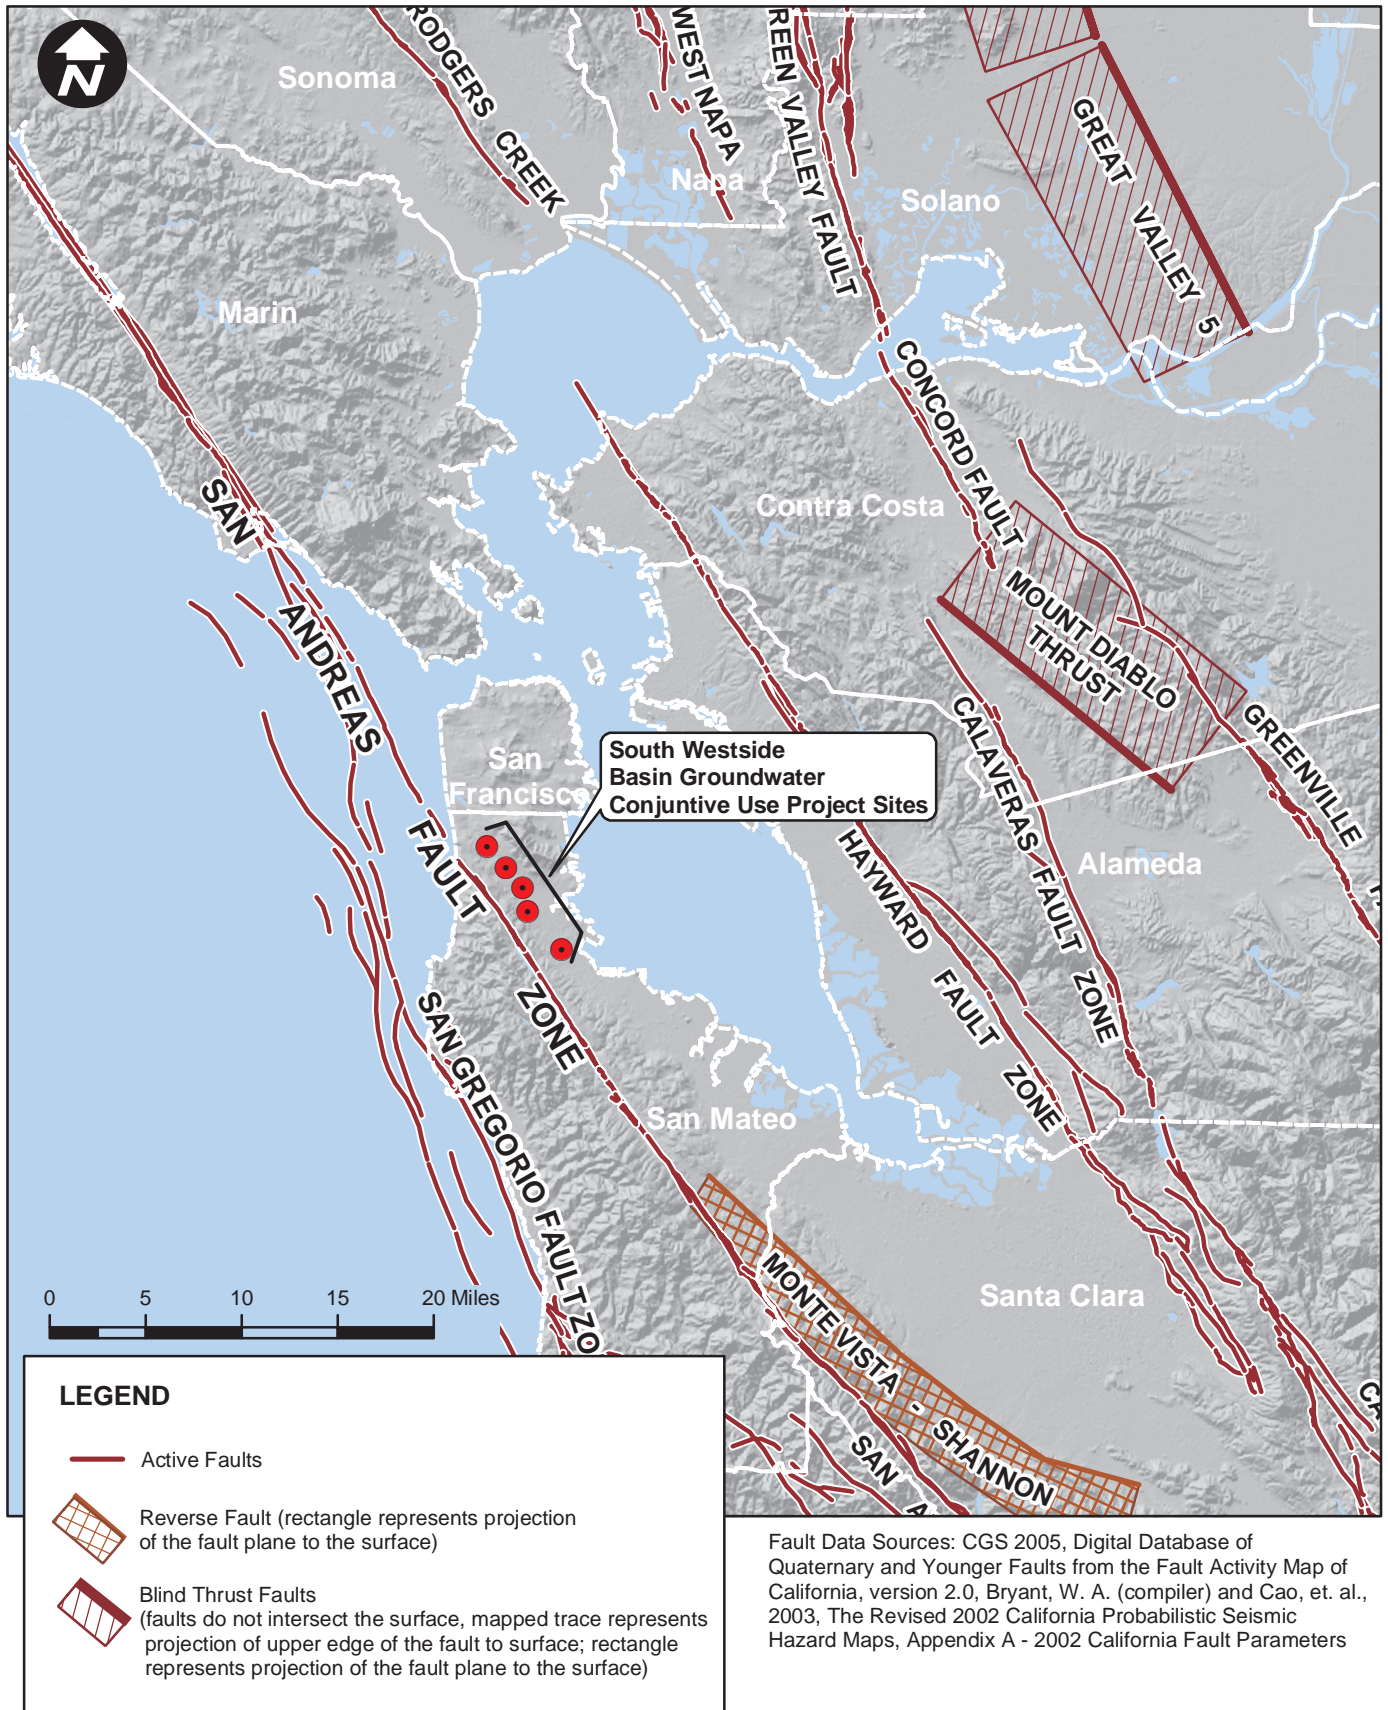 N
RODGERS CREEK
WEST NAPA
REEN VALLEY FAULT
GREAT VALLEY 5
Sonoma
Napa
Solano
Marin
CONCORD FAULT
Contra Costa
SAN ANDREAS FAULT ZONE
MOUNT DIABLO
THRUST
GREENVILLE
CALAVERAS FAULT ZONE
San
Francisco
South Westside
Basin Groundwater
Conjuntive Use Project Sites
HAYWARD FAULT ZONE
Alameda
SAN GREGORIO FAULT ZO
San Mateo
MONTE VISTA - SHANNON
Santa Clara
SAN A
CA
0 5 10 15 20 Miles
LEGEND
Active Faults
Reverse Fault (rectangle represents projection
of the fault plane to the surface)
Blind Thrust Faults
(faults do not intersect the surface, mapped trace represents
projection of upper edge of the fault to surface; rectangle
represents projection of the fault plane to the surface)
Fault Data Sources: CGS 2005, Digital Database of
Quaternary and Younger Faults from the Fault Activity Map of
California, version 2.0, Bryant, W. A. (compiler) and Cao, et. al.,
2003, The Revised 2002 California Probabilistic Seismic
Hazard Maps, Appendix A - 2002 California Fault Parameters